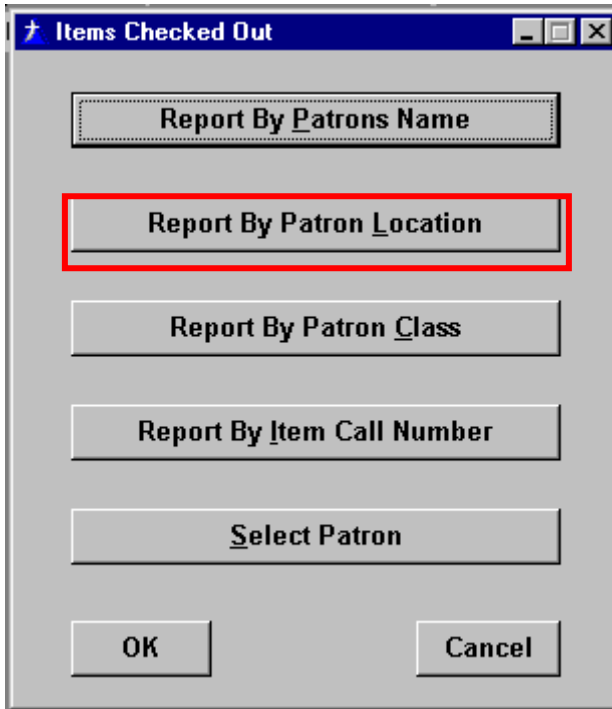 Items Checked Out
Report By Patrons Name
Report By Patron Location
Report By Patron Class
Report By Item Call Number
Select Patron
OK Cancel